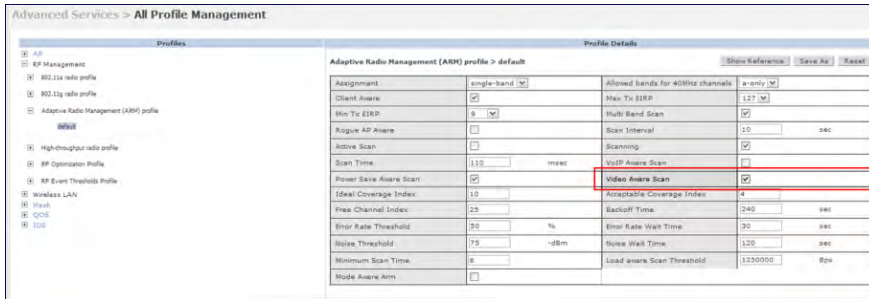 Advanced Services > All Profile Management
Profiles
Profile Details
AP
RF Management
802.11a radio profile
802.11g radio profile
Adaptive Radio Management (ARM) profile
default
High-throughput radio profile
RF Optimization Profile
RF Event Thresholds Profile
Wireless LAN
Mesh
QOS
IDS
Adaptive Radio Management (ARM) profile > default
Show Reference Save As Reset
Assignment single-band Allowed bands for 40MHz channels a-only
Client Aware Max Tx EIRP 127
Min Tx EIRP 9 Multi Band Scan
Rogue AP Aware Scan Interval 10 sec
Active Scan Scanning
Scan Time 110 msec VoIP Aware Scan
Power Save Aware Scan Video Aware Scan
Ideal Coverage Index 10 Acceptable Coverage Index 4
Free Channel Index 25 Backoff Time 240 sec
Error Rate Threshold 50 % Error Rate Wait Time 30 sec
Noise Threshold 75 -dBm Noise Wait Time 120 sec
Minimum Scan Time 8 Load aware Scan Threshold 1250000 Bps
Mode Aware Arm